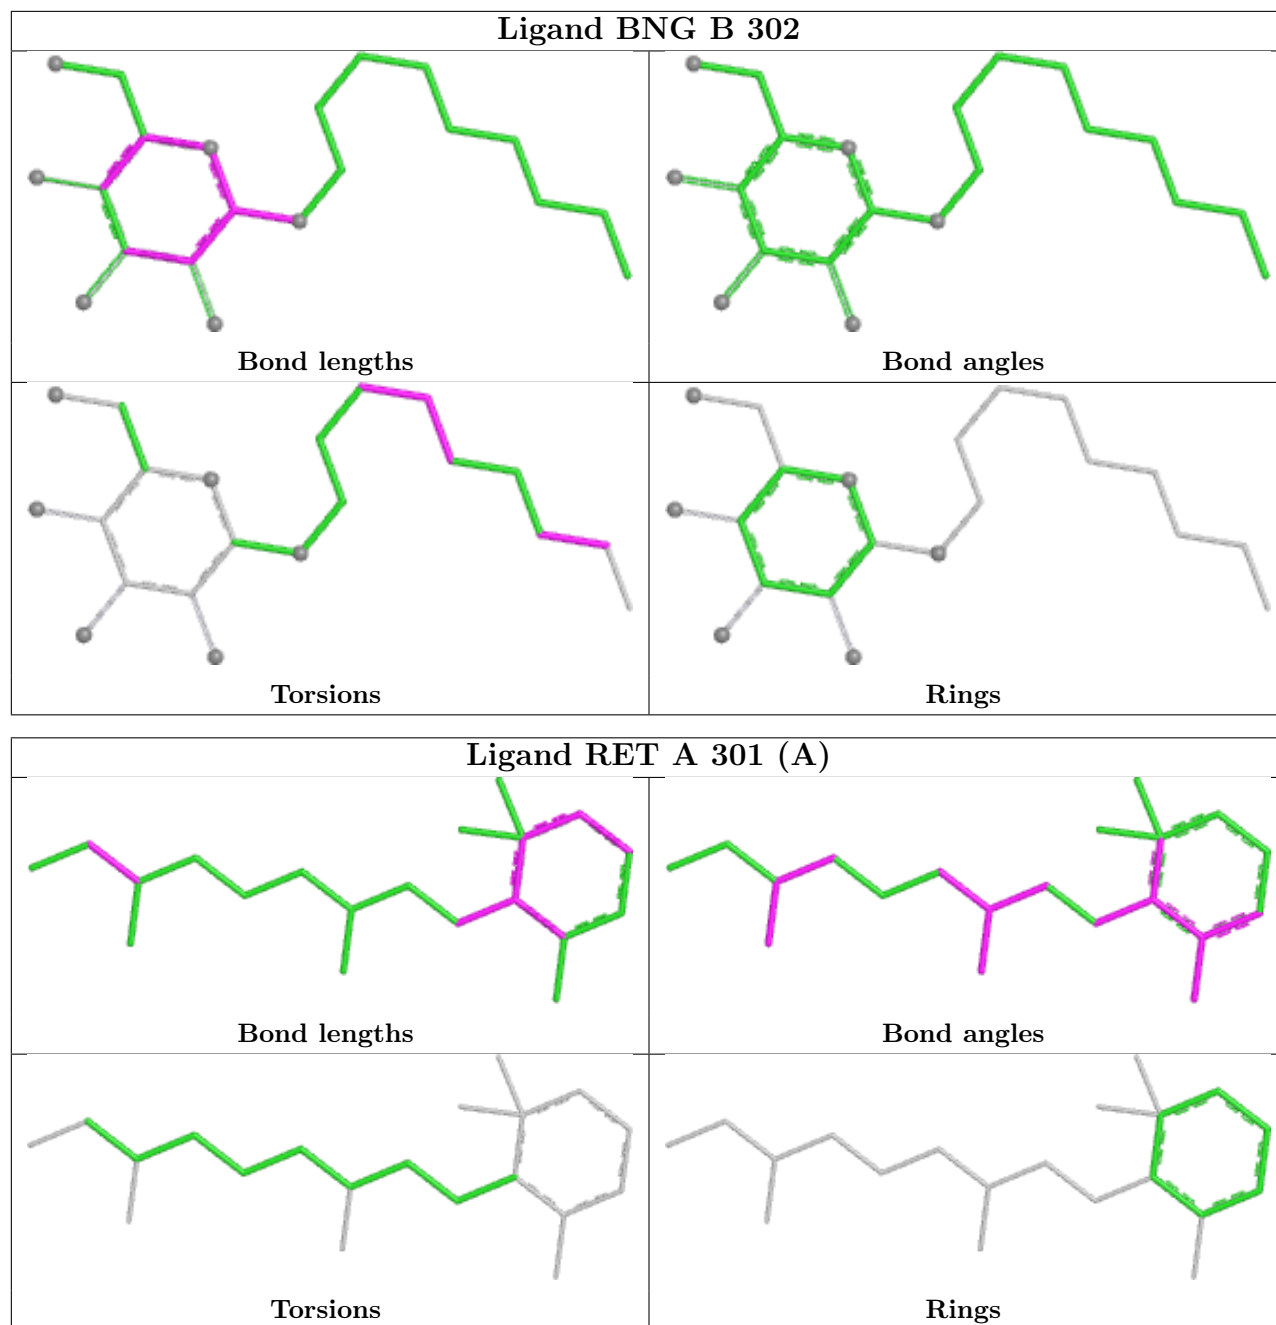 Ligand BNG B 302
Bond lengths
Bond angles
Torsions
Rings
Ligand RET A 301 (A)
Bond lengths
Bond angles
Torsions
Rings